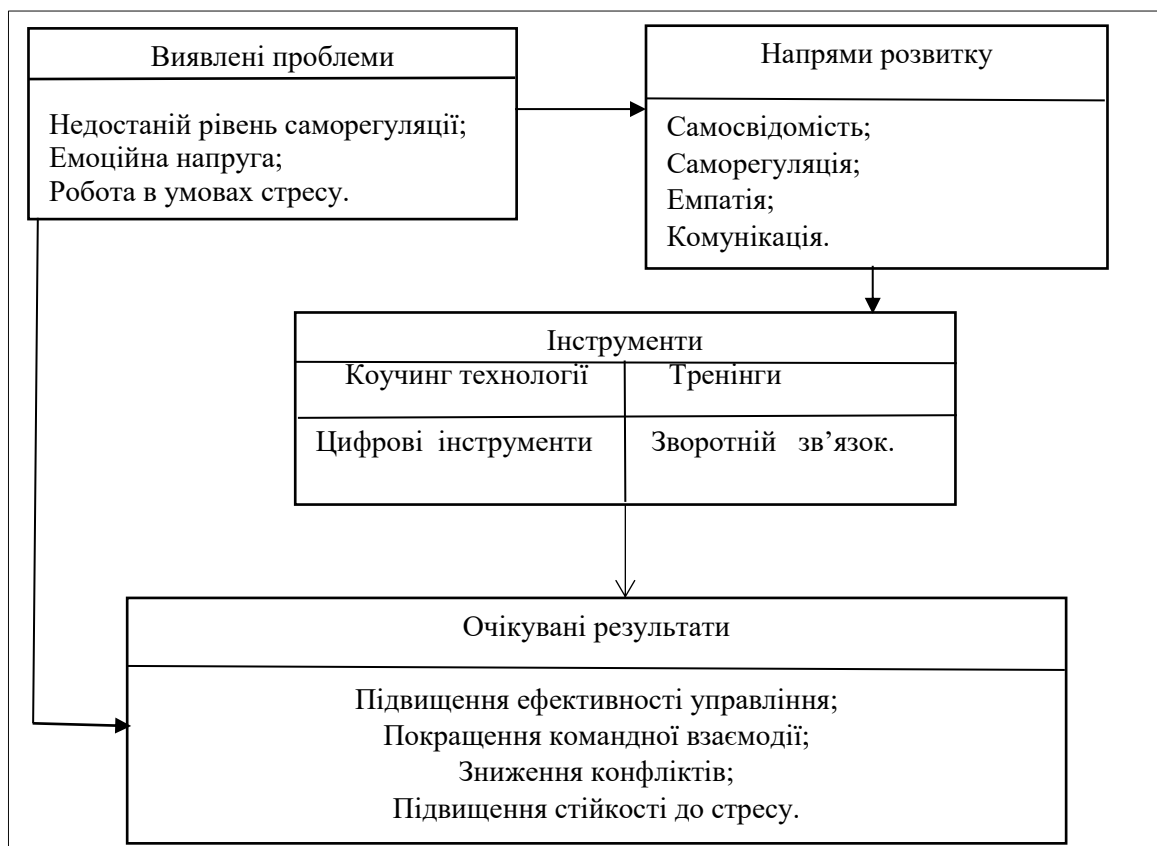 Виявлені проблеми
Недостаній рівень саморегуляції;
Емоційна напруга;
Робота в умовах стресу.
Напрями розвитку
Самосвідомість;
Саморегуляція;
Емпатія;
Комунікація.
Інструменти
Коучинг технології
Тренінги
Цифрові інструменти
Зворотній зв’язок.
Очікувані результати
Підвищення ефективності управління;
Покращення командної взаємодії;
Зниження конфліктів;
Підвищення стійкості до стресу.